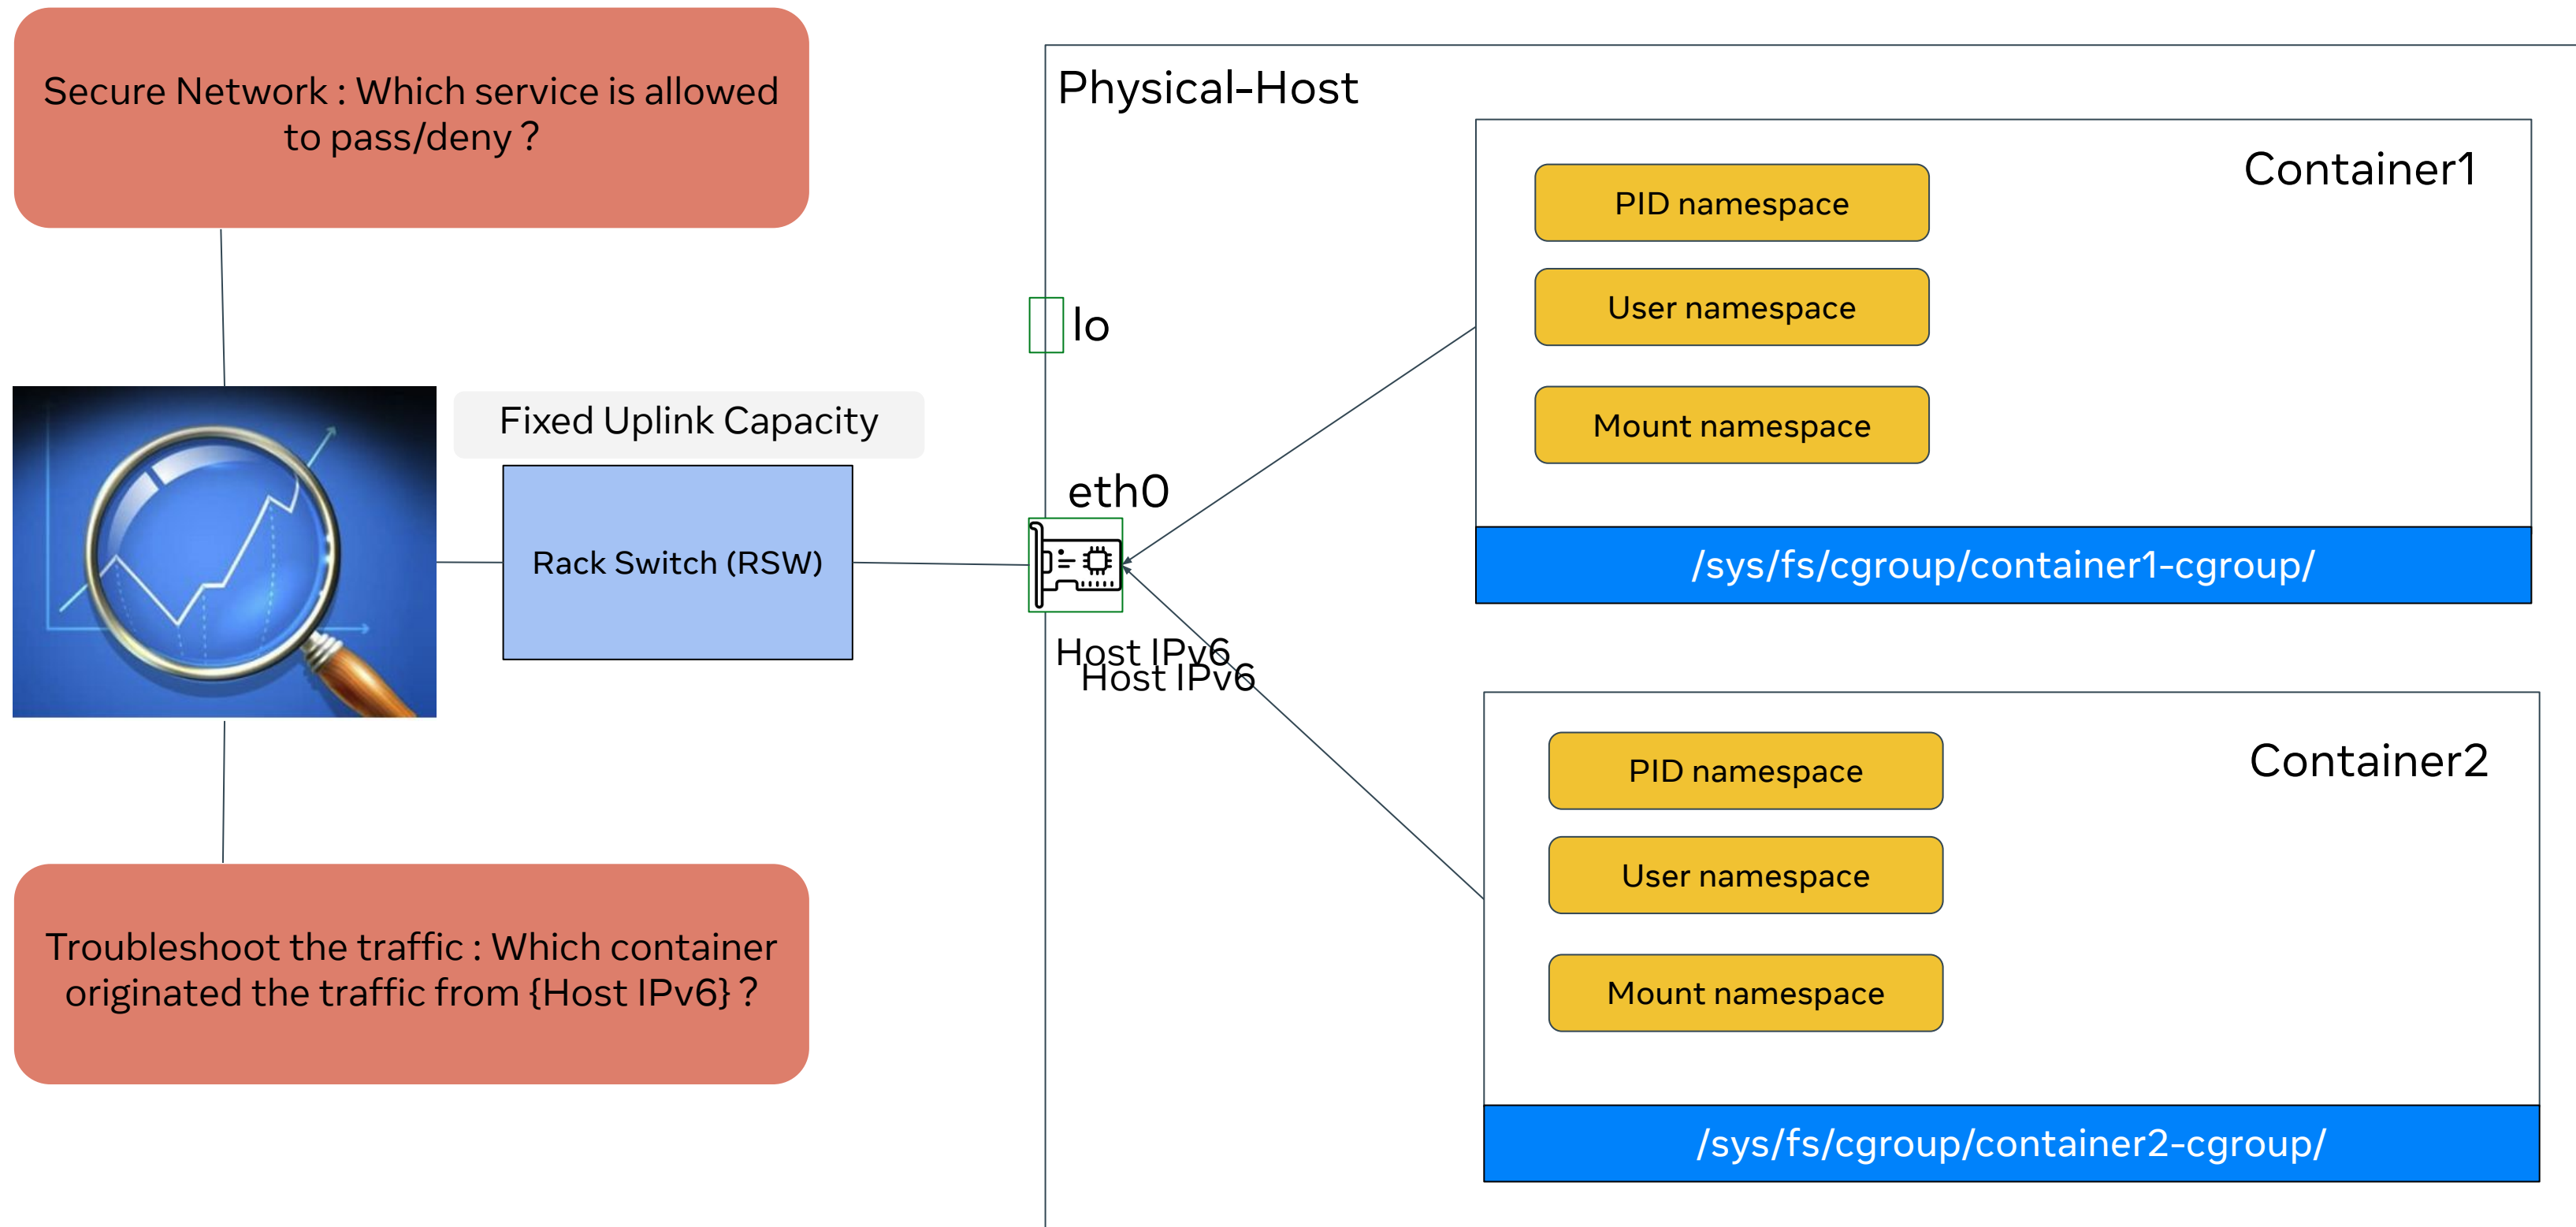 Secure Network : Which service is allowed
to pass/deny ?
Fixed Uplink Capacity
Rack Switch (RSW)
Troubleshoot the traffic : Which container
originated the traffic from {Host IPv6} ?
Physical-Host
lo
eth0
Host IPv6
Host IPv6
Container1
PID namespace
User namespace
Mount namespace
/sys/fs/cgroup/container1-cgroup/
Container2
PID namespace
User namespace
Mount namespace
/sys/fs/cgroup/container2-cgroup/